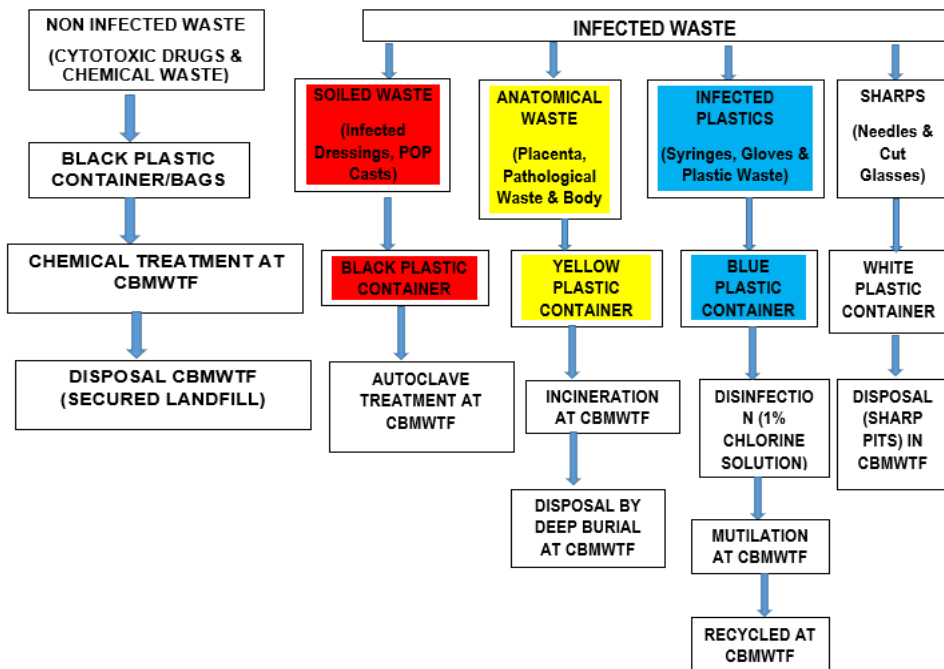 NON INFECTED WASTE
(CYTOTOXIC DRUGS &
CHEMICAL WASTE)
BLACK PLASTIC
CONTAINER/BAGS
CHEMICAL TREATMENT AT
CBMWTF
DISPOSAL CBMWTF
(SECURED LANDFILL)
INFECTED WASTE
SOILED WASTE
(Infected
Dressings, POP
Casts)
BLACK PLASTIC
CONTAINER
AUTOCLAVE
TREATMENT AT
CBMWTF
ANATOMICAL
WASTE
(Placenta,
Pathological
Waste & Body
YELLOW
PLASTIC
CONTAINER
INCINERATION
AT CBMWTF
DISPOSAL BY
DEEP BURIAL
AT CBMWTF
INFECTED
PLASTICS
(Syringes, Gloves &
Plastic Waste)
BLUE
PLASTIC
CONTAINER
DISINFECTIO
N (1%
CHLORINE
SOLUTION)
MUTILATION
AT CBMWTF
RECYCLED AT
CBMWTF
SHARPS
(Needles &
Cut
Glasses)
WHITE
PLASTIC
CONTAINER
DISPOSAL
(SHARP
PITS) IN
CBMWTF